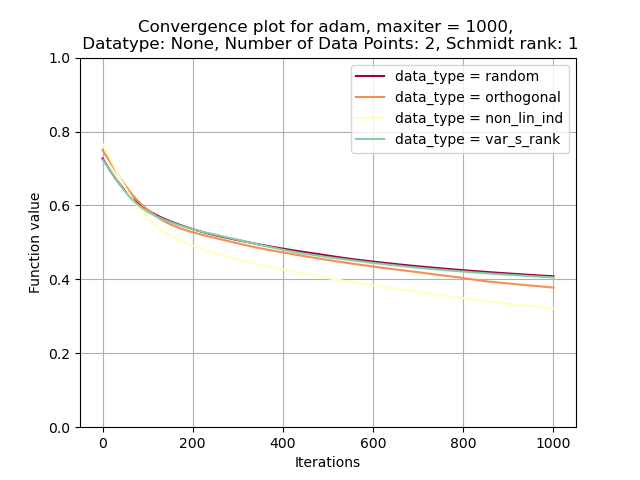 Convergence plot for adam, maxiter = 1000,
Datatype: None, Number of Data Points: 2, Schmidt rank: 1
data_type = random
data_type = orthogonal
data_type = non_lin_ind
data_type = var_s_rank
1.0
0.8
0.6
0.4
0.2
0.0
Function value
0 200 400 600 800 1000
Iterations